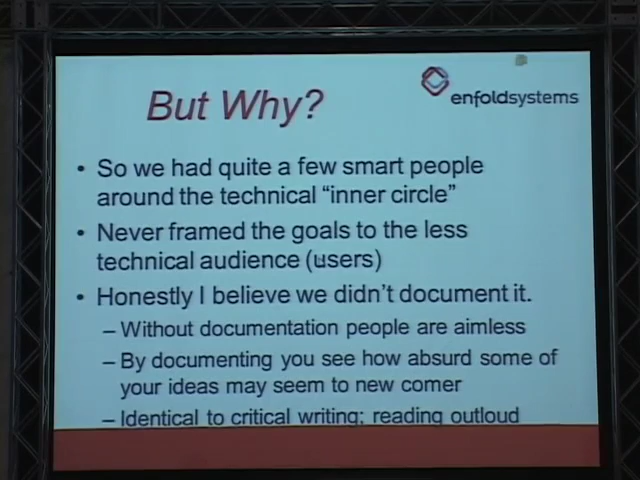 But Why?
enfoldsystems
• So we had quite a few smart people
around the technical “inner circle”
• Never framed the goals to the less
technical audience (users)
• Honestly I believe we didn’t document it.
– Without documentation people are aimless
– By documenting you see how absurd some of
your ideas may seem to new comer
– Identical to critical writing; reading outloud